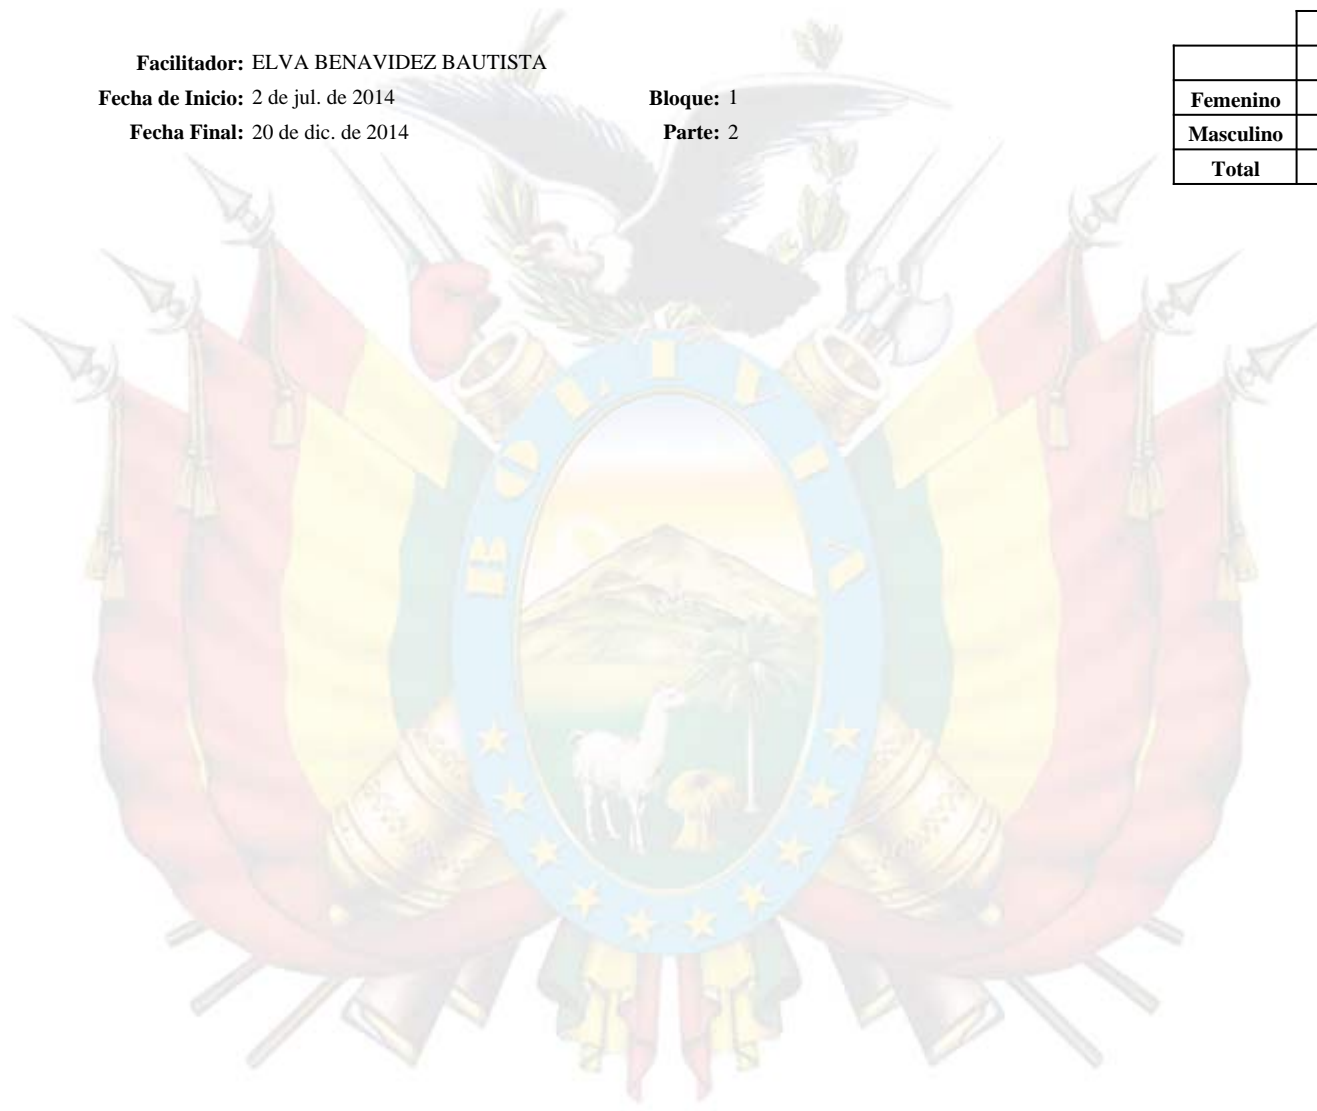 Facilitador: ELVA BENAVIDEZ BAUTISTA
Fecha de Inicio: 2 de jul. de 2014 Bloque: 1
Fecha Final: 20 de dic. de 2014 Parte: 2
Femenino
Masculino
Total
BOLIVIA